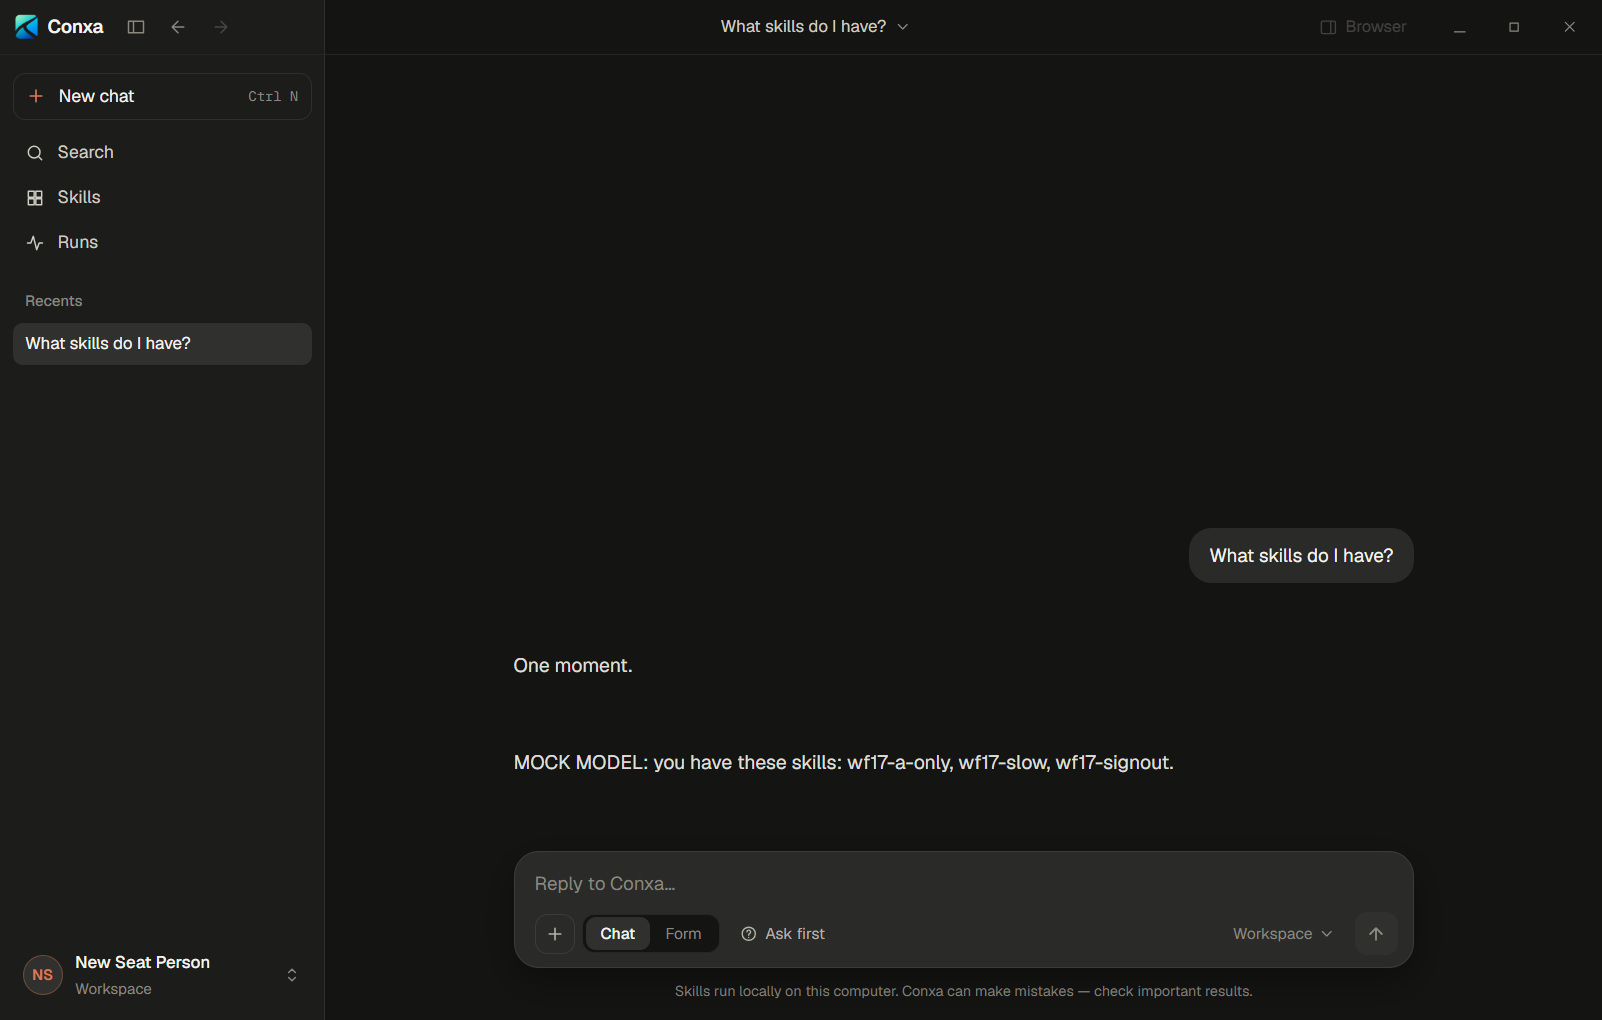 Conxa
What skills do I have?
Browser
New chat
Ctrl N
Search
Skills
Runs
Recents
What skills do I have?
What skills do I have?
One moment.
MOCK MODEL: you have these skills: wf17-a-only, wf17-slow, wf17-signout.
Reply to Conxa...
Chat
Form
Ask first
Workspace
NS
New Seat Person
Workspace
Skills run locally on this computer. Conxa can make mistakes — check important results.